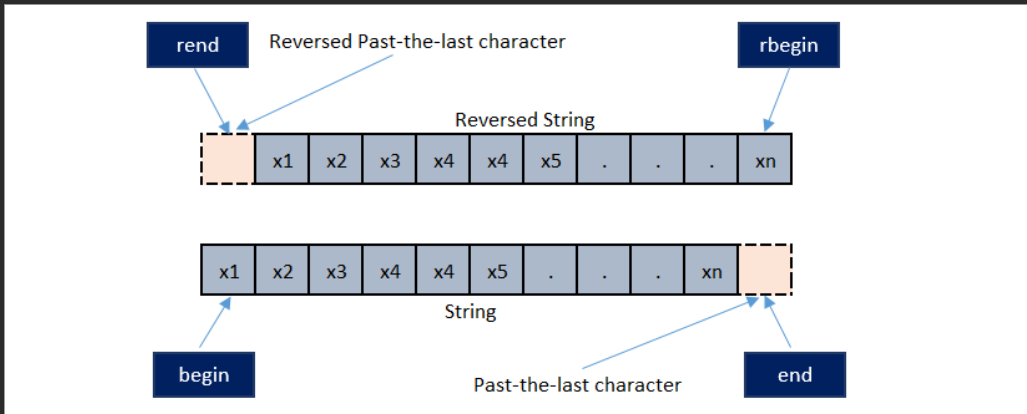 rend
Reversed Past-the-last character
rbegin
Reversed String
x1 x2 x3 x4 x4 x5 . . . xn
x1 x2 x3 x4 x4 x5 . . . xn
String
begin
Past-the-last character
end